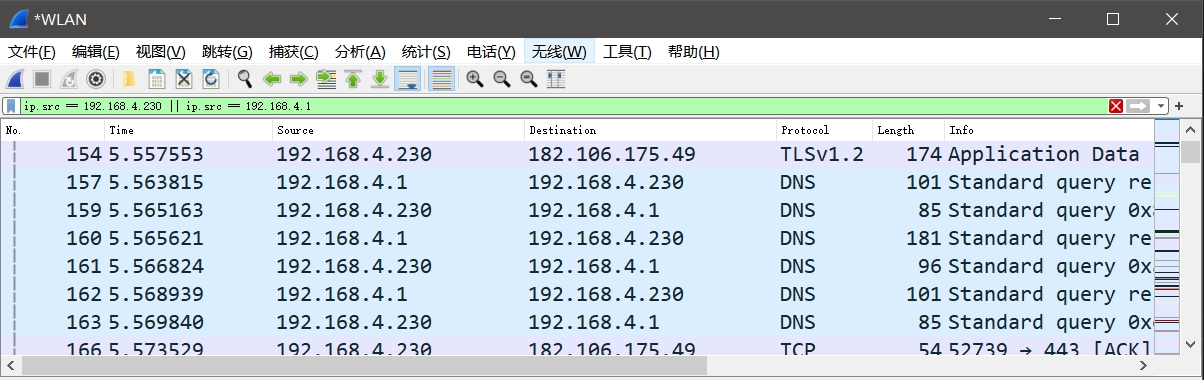 *WLAN
文件(F) 编辑(E) 视图(V) 跳转(G) 捕获(C) 分析(A) 统计(S) 电话(Y) 无线(W) 工具(T) 帮助(H)
ip.src == 192.168.4.230 || ip.src == 192.168.4.1
No. Time Source Destination Protocol Length Info
154 5.557553 192.168.4.230 182.106.175.49 TLSv1.2 174 Application Data
157 5.563815 192.168.4.1 192.168.4.230 DNS 101 Standard query re
159 5.565163 192.168.4.230 192.168.4.1 DNS 85 Standard query 0x
160 5.565621 192.168.4.1 192.168.4.230 DNS 181 Standard query re
161 5.566824 192.168.4.230 192.168.4.1 DNS 96 Standard query 0x
162 5.568939 192.168.4.1 192.168.4.230 DNS 101 Standard query re
163 5.569840 192.168.4.230 192.168.4.1 DNS 85 Standard query 0x
166 5.573529 192.168.4.230 182.106.175.49 TCP 54 52739 → 443 [ACK]